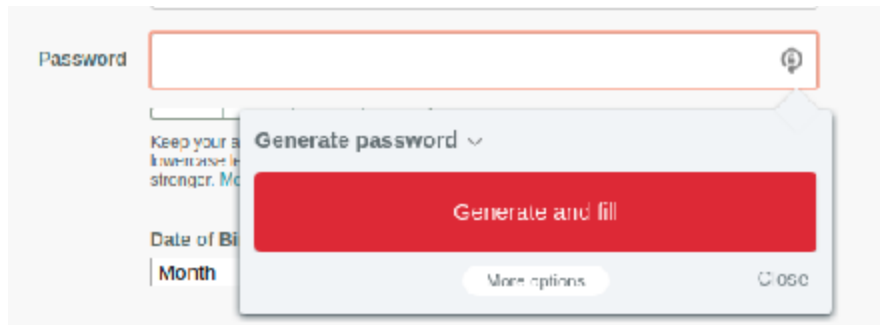 Password
Generate password
Keep your a
lowercase le
stronger. Mo
Generate and fill
Date of Bi
Month
More options
Close